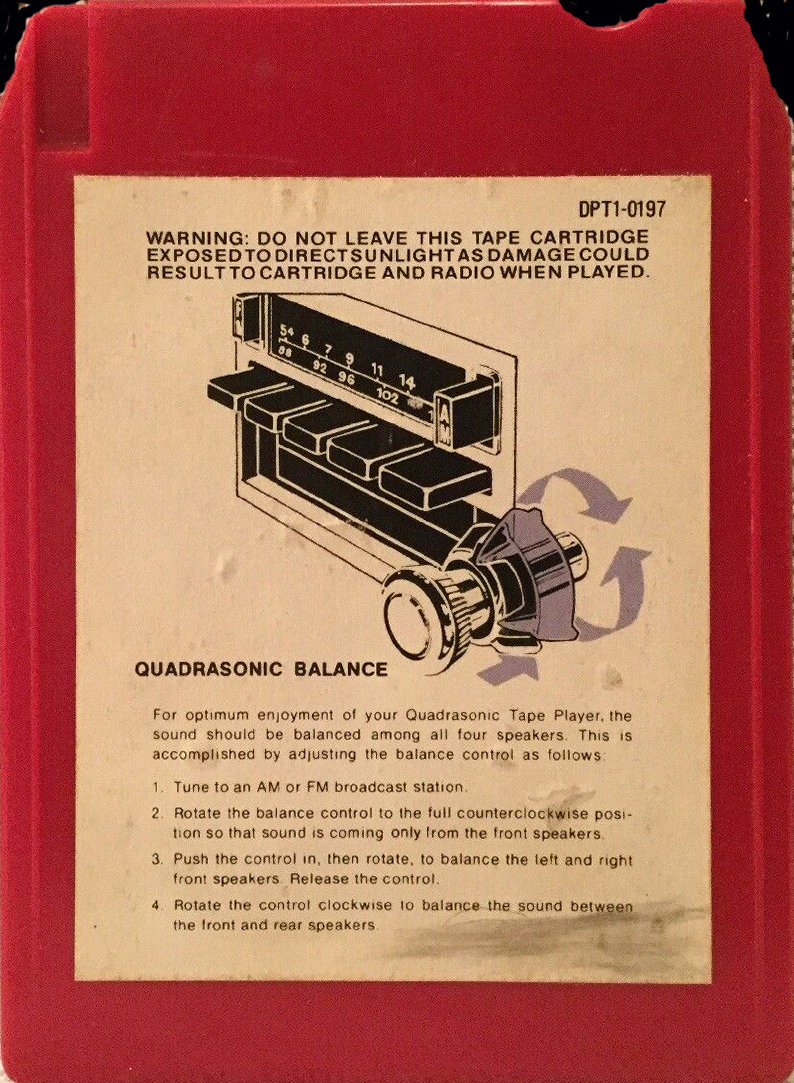 DPT1-0197
WARNING: DO NOT LEAVE THIS TAPE CARTRIDGE
EXPOSED TO DIRECT SUNLIGHT AS DAMAGE COULD
RESULT TO CARTRIDGE AND RADIO WHEN PLAYED.
FM
54 6 7 9 11 14
88 92 96 102
AM
QUADRASONIC BALANCE
For optimum enjoyment of your Quadrasonic Tape Player, the
sound should be balanced among all four speakers. This is
accomplished by adjusting the balance control as follows:
1. Tune to an AM or FM broadcast station.
2. Rotate the balance control to the full counterclockwise posi-
tion so that sound is coming only from the front speakers.
3. Push the control in, then rotate, to balance the left and right
front speakers. Release the control.
4. Rotate the control clockwise to balance the sound between
the front and rear speakers.